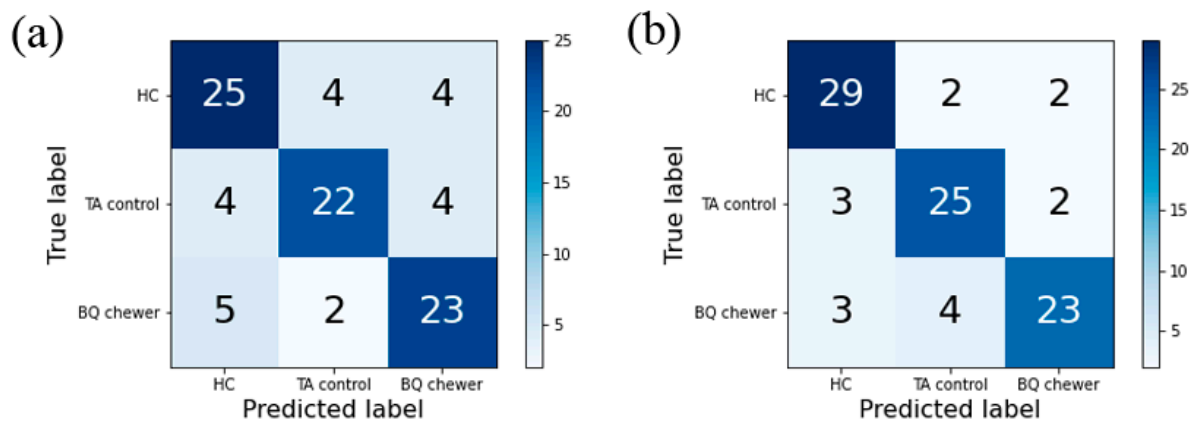 (a)
True label
HC
TA control
BQ chewer
25 4 4
4 22 4
5 2 23
HC TA control BQ chewer
Predicted label
25
20
15
10
5
(b)
True label
HC
TA control
BQ chewer
29 2 2
3 25 2
3 4 23
HC TA control BQ chewer
Predicted label
25
20
15
10
5